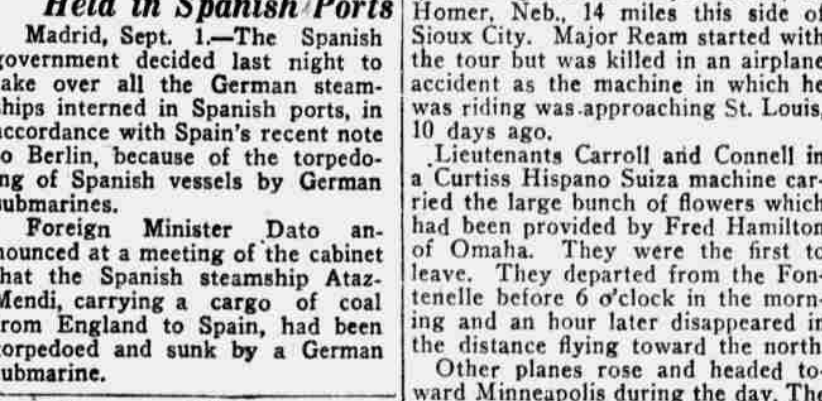 Held in Spanish Ports
Madrid, Sept. 1.—The Spanish
government decided last night to
ake over all the German steam-
ships interned in Spanish ports, in
accordance with Spain's recent note
o Berlin, because of the torpedo-
ng of Spanish vessels by German
submarines.
Foreign Minister Dato an-
nounced at a meeting of the cabinet
that the Spanish steamship Ataz-
Mendi, carrying a cargo of coal
from England to Spain, had been
torpedoed and sunk by a German
submarine.
Homer, Neb., 14 miles this side of
Sioux City. Major Ream started with
the tour but was killed in an airplane
accident as the machine in which he
was riding was approaching St. Louis,
10 days ago.
Lieutenants Carroll and Connell in
a Curtiss Hispano Suiza machine car-
ried the large bunch of flowers which
had been provided by Fred Hamilton
of Omaha. They were the first to
leave. They departed from the Fon-
tenelle before 6 o'clock in the morn-
ing and an hour later disappeared in
the distance flying toward the north
Other planes rose and headed to-
ward Minneapolis during the day. The